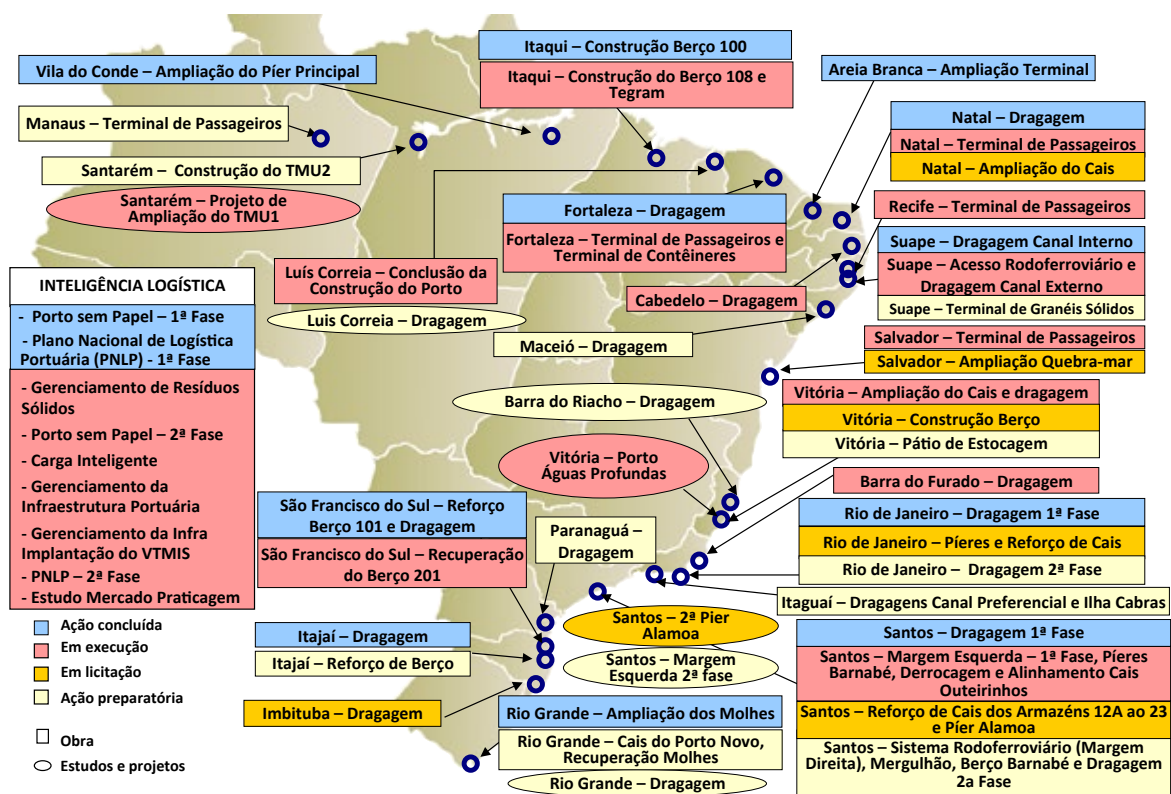 Itaqui – Construção Berço 100
Itaqui – Construção do Berço 108 e
Tegram
Vila do Conde – Ampliação do Píer Principal
Areia Branca – Ampliação Terminal
Manaus – Terminal de Passageiros
Santarém – Construção do TMU2
Santarém – Projeto de
Ampliação do TMU1
Natal – Dragagem
Natal – Terminal de Passageiros
Natal – Ampliação do Cais
Recife – Terminal de Passageiros
Fortaleza – Dragagem
Fortaleza – Terminal de Passageiros e
Terminal de Contêineres
Suape – Dragagem Canal Interno
Suape – Acesso Rodoferroviário e
Dragagem Canal Externo
Suape – Terminal de Granéis Sólidos
Luís Correia – Conclusão da
Construção do Porto
Luis Correia – Dragagem
Cabedelo – Dragagem
Maceió – Dragagem
Salvador – Terminal de Passageiros
Salvador – Ampliação Quebra-mar
INTELIGÊNCIA LOGÍSTICA
- Porto sem Papel – 1ª Fase
- Plano Nacional de Logística
Portuária (PNLP) - 1ª Fase
- Gerenciamento de Resíduos
Sólidos
- Porto sem Papel – 2ª Fase
- Carga Inteligente
- Gerenciamento da
Infraestrutura Portuária
- Gerenciamento da Infra
Implantação do VTMIS
- PNLP – 2ª Fase
- Estudo Mercado Praticagem
Barra do Riacho – Dragagem
Vitória – Ampliação do Cais e dragagem
Vitória – Construção Berço
Vitória – Pátio de Estocagem
Vitória – Porto
Águas Profundas
Barra do Furado – Dragagem
São Francisco do Sul – Reforço
Berço 101 e Dragagem
São Francisco do Sul – Recuperação
do Berço 201
Paranaguá –
Dragagem
Rio de Janeiro – Dragagem 1ª Fase
Rio de Janeiro – Píeres e Reforço de Cais
Rio de Janeiro – Dragagem 2ª Fase
Itaguaí – Dragagens Canal Preferencial e Ilha Cabras
Itajaí – Dragagem
Itajaí – Reforço de Berço
Imbituba – Dragagem
Santos – 2ª Pier
Alamoa
Santos – Margem
Esquerda 2ª fase
Santos – Dragagem 1ª Fase
Santos – Margem Esquerda – 1ª Fase, Píeres
Barnabé, Derrocagem e Alinhamento Cais
Outeirinhos
Santos – Reforço de Cais dos Armazéns 12A ao 23
e Píer Alamoa
Santos – Sistema Rodoferroviário (Margem
Direita), Mergulhão, Berço Barnabé e Dragagem
2a Fase
Rio Grande – Ampliação dos Molhes
Rio Grande – Cais do Porto Novo,
Recuperação Molhes
Rio Grande – Dragagem
Ação concluída
Em execução
Em licitação
Ação preparatória
Obra
Estudos e projetos